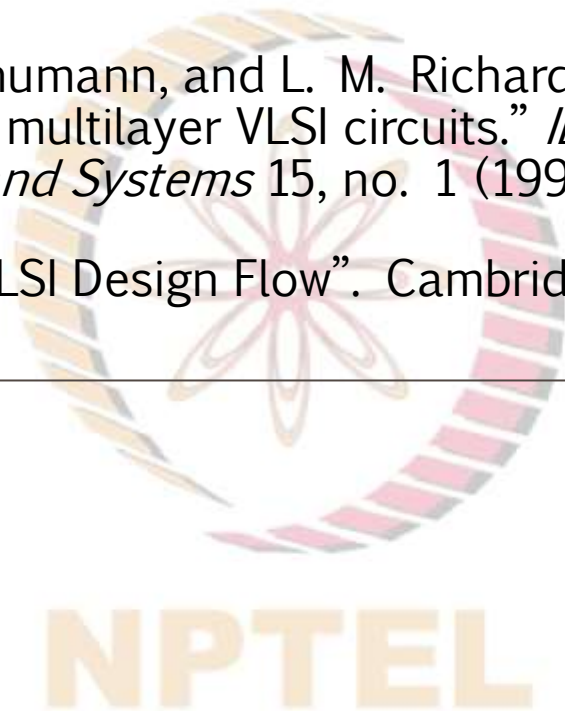 humann, and L. M. Richard
multilayer VLSI circuits.”
nd Systems 15, no. 1 (199
LSI Design Flow”. Cambrid
NPTEL